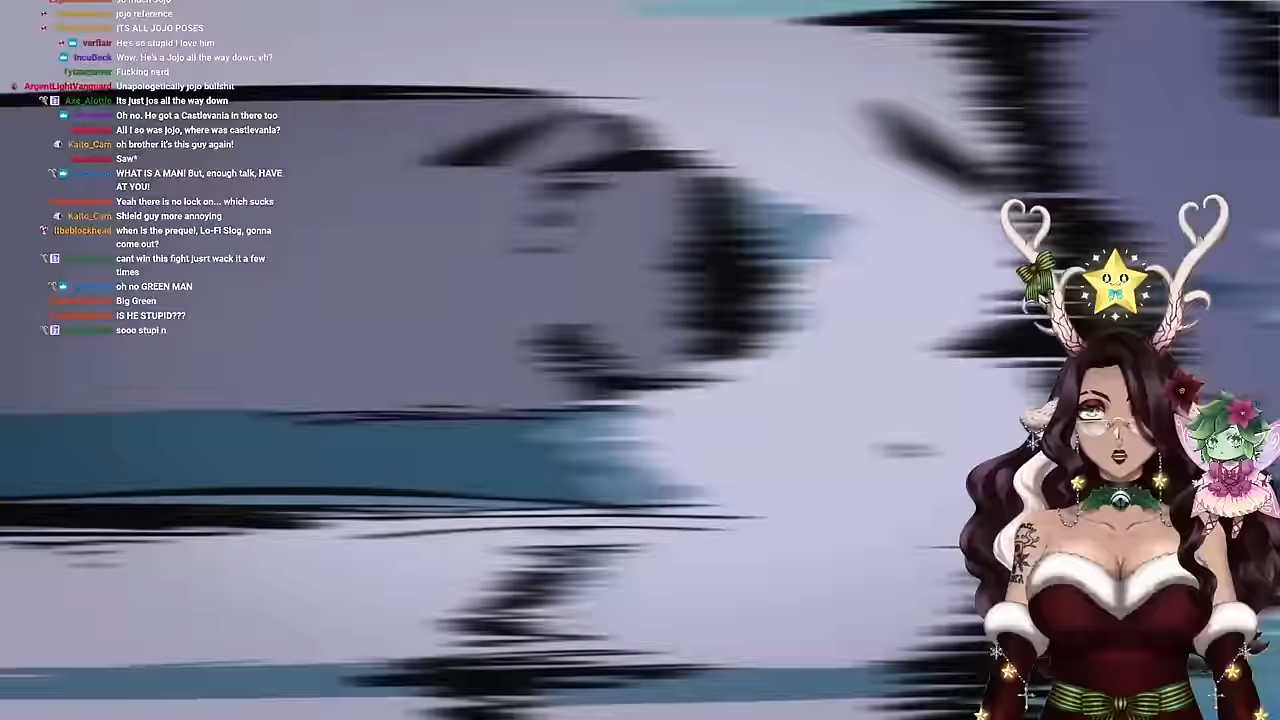 jojo reference
ITS ALL JOJO POSES
verflair He's so stupid I love him
IncuBeck Wow. He's a JoJo all the way down, eh?
Fucking nerd
ArgentLightVanguard Unapologetically jojo bullshit
Axe_Alottle Its just jos all the way down
Oh no. He got a Castlevania in there too
All I so was JoJo, where was castlevania?
Kaito_Cam oh brother it's this guy again!
Saw*
WHAT IS A MAN! But, enough talk, HAVE
AT YOU!
Yeah there is no lock on... which sucks
Kaito_Cam Shield guy more annoying
Itbeblockhead when is the prequel, Lo-Fi Slog, gonna
come out?
cant win this fight jusrt wack it a few
times
oh no GREEN MAN
Big Green
IS HE STUPID???
sooo stupi n